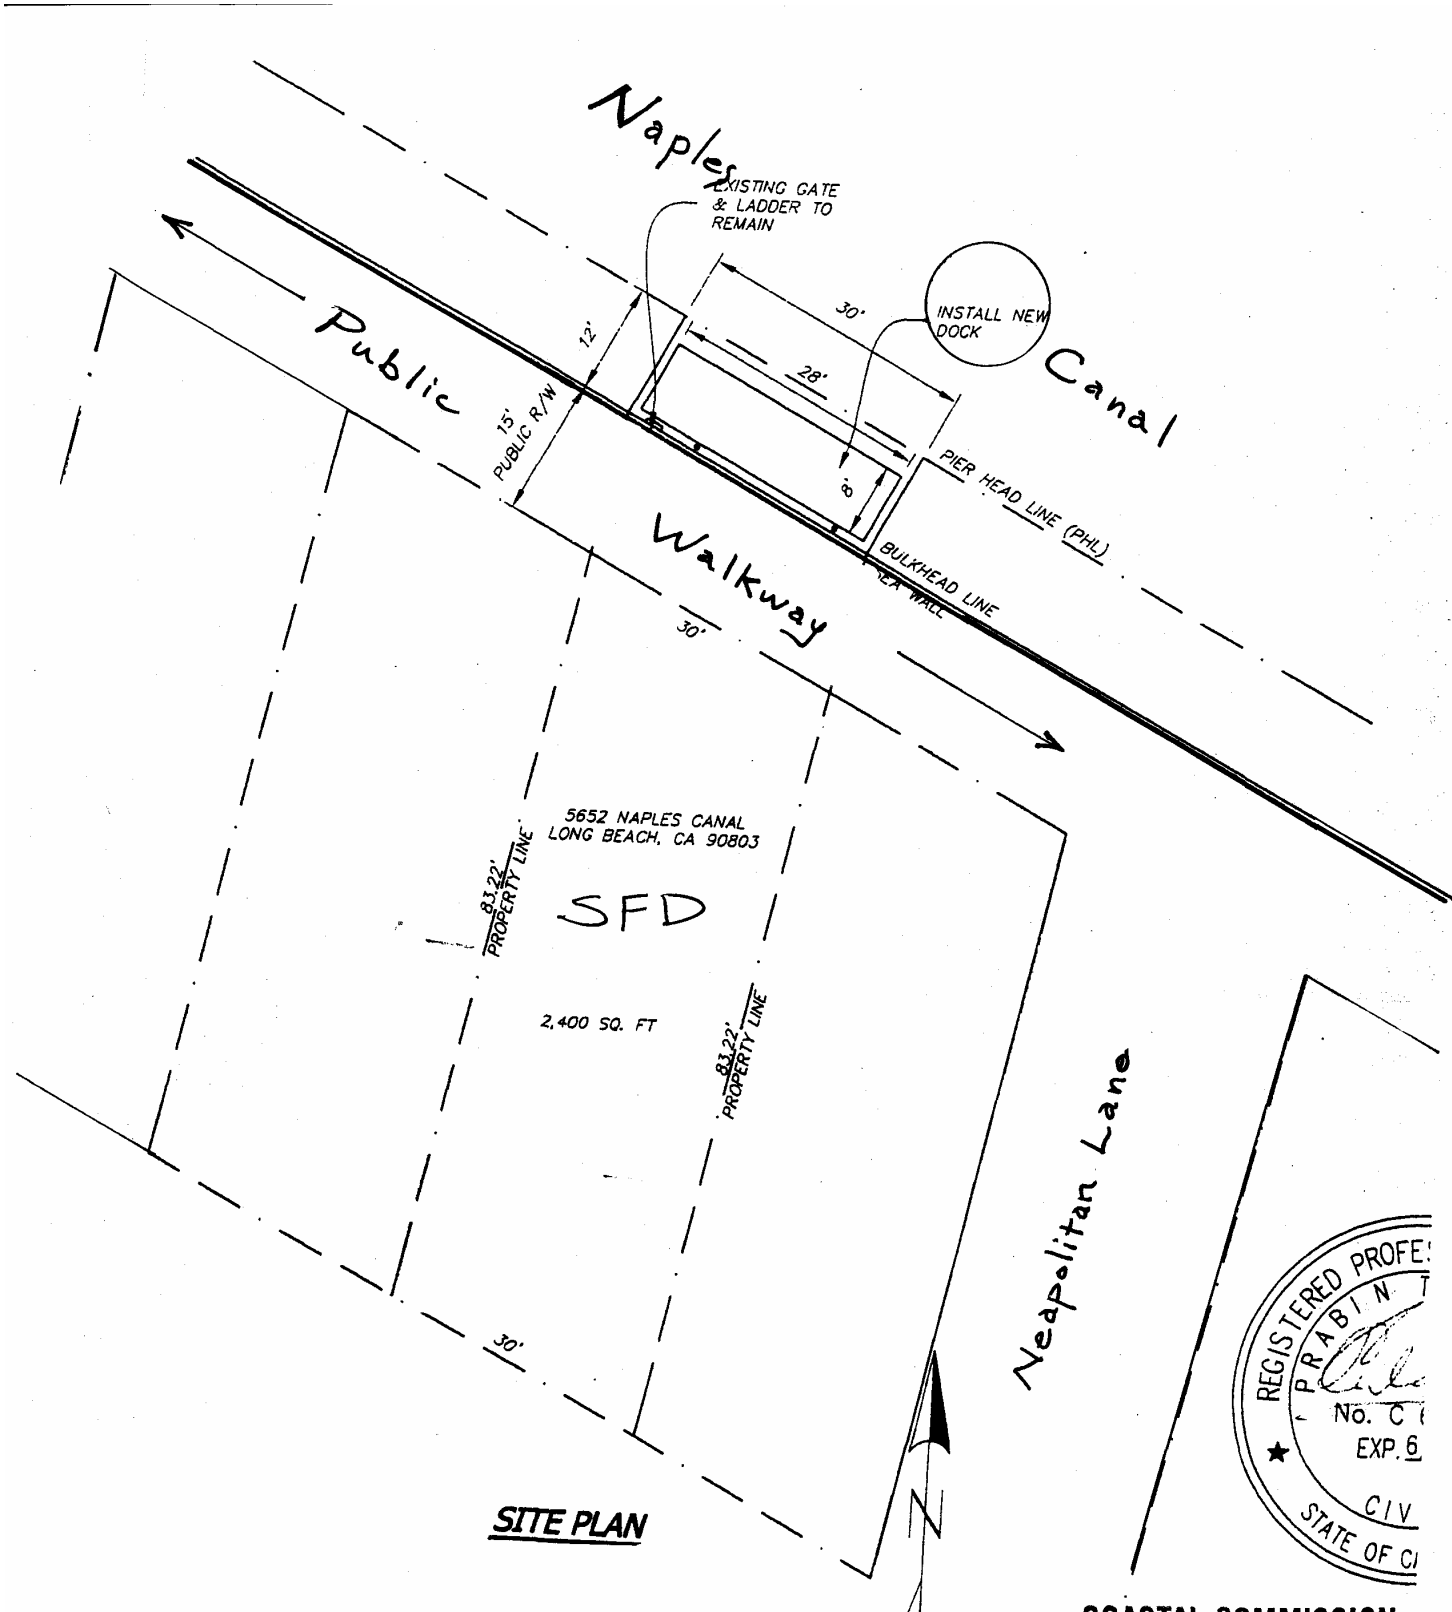 Naples
EXISTING GATE
& LADDER TO
REMAIN
30'
INSTALL NEW
DOCK
Canal
12'
28'
Public
15'
PUBLIC R/W
8'
PIER HEAD LINE (PHL)
Walkway
BULKHEAD LINE
SEA WALL
30'
5652 NAPLES CANAL
LONG BEACH, CA 90803
83.22'
PROPERTY LINE
SFD
2,400 SQ. FT
83.22'
PROPERTY LINE
Neapolitan Lane
30'
SITE PLAN
N
REGISTERED
PRABIN
No. C
EXP. 6
CIV
STATE OF
COASTAL COMMISSION